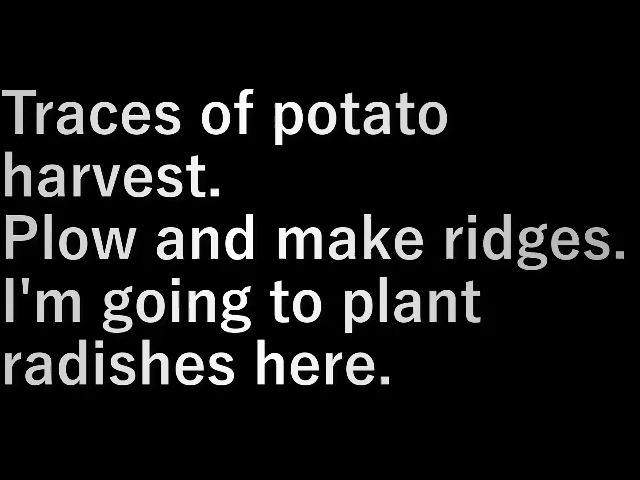 Traces of potato
harvest.
Plow and make ridges.
I'm going to plant
radishes here.